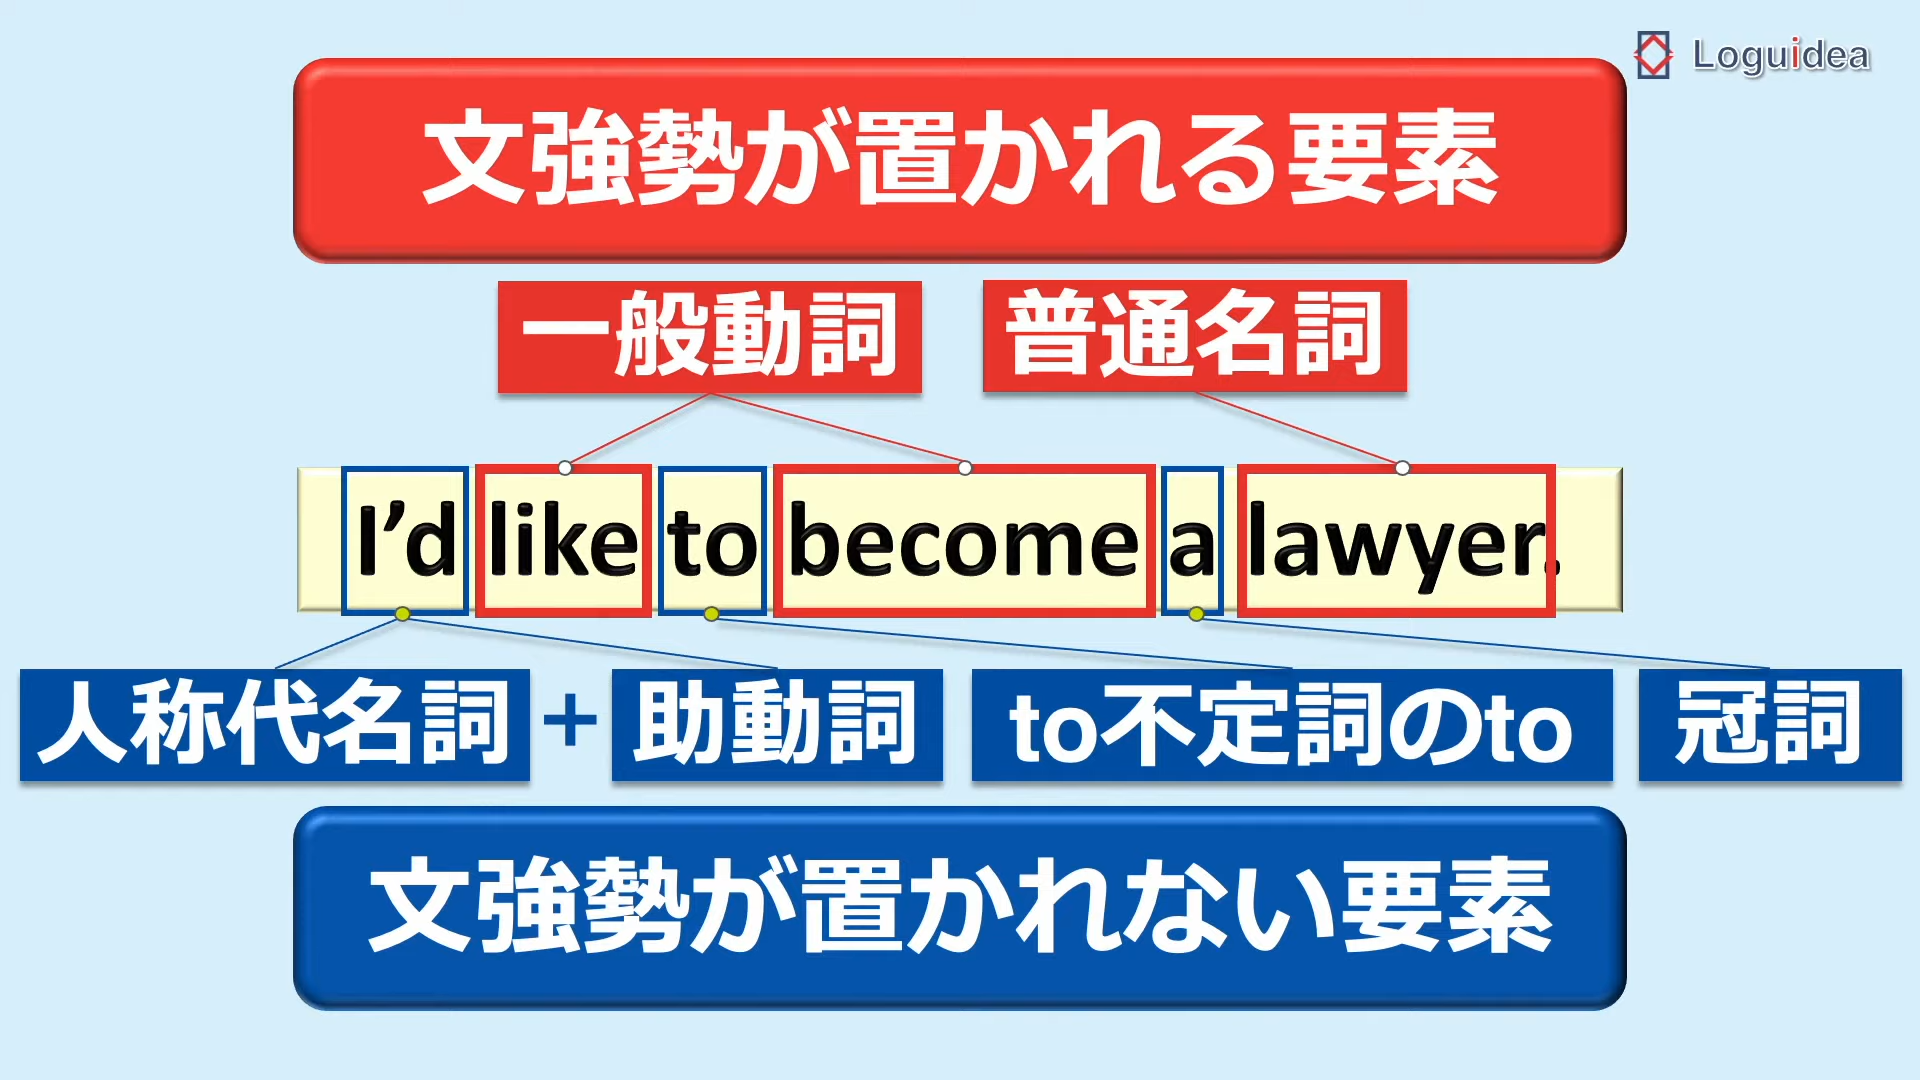 Loguidea
文強勢が置かれる要素
一般動詞 普通名詞
I’d like to become a lawyer.
人称代名詞 + 助動詞 to不定詞のto 冠詞
文強勢が置かれない要素